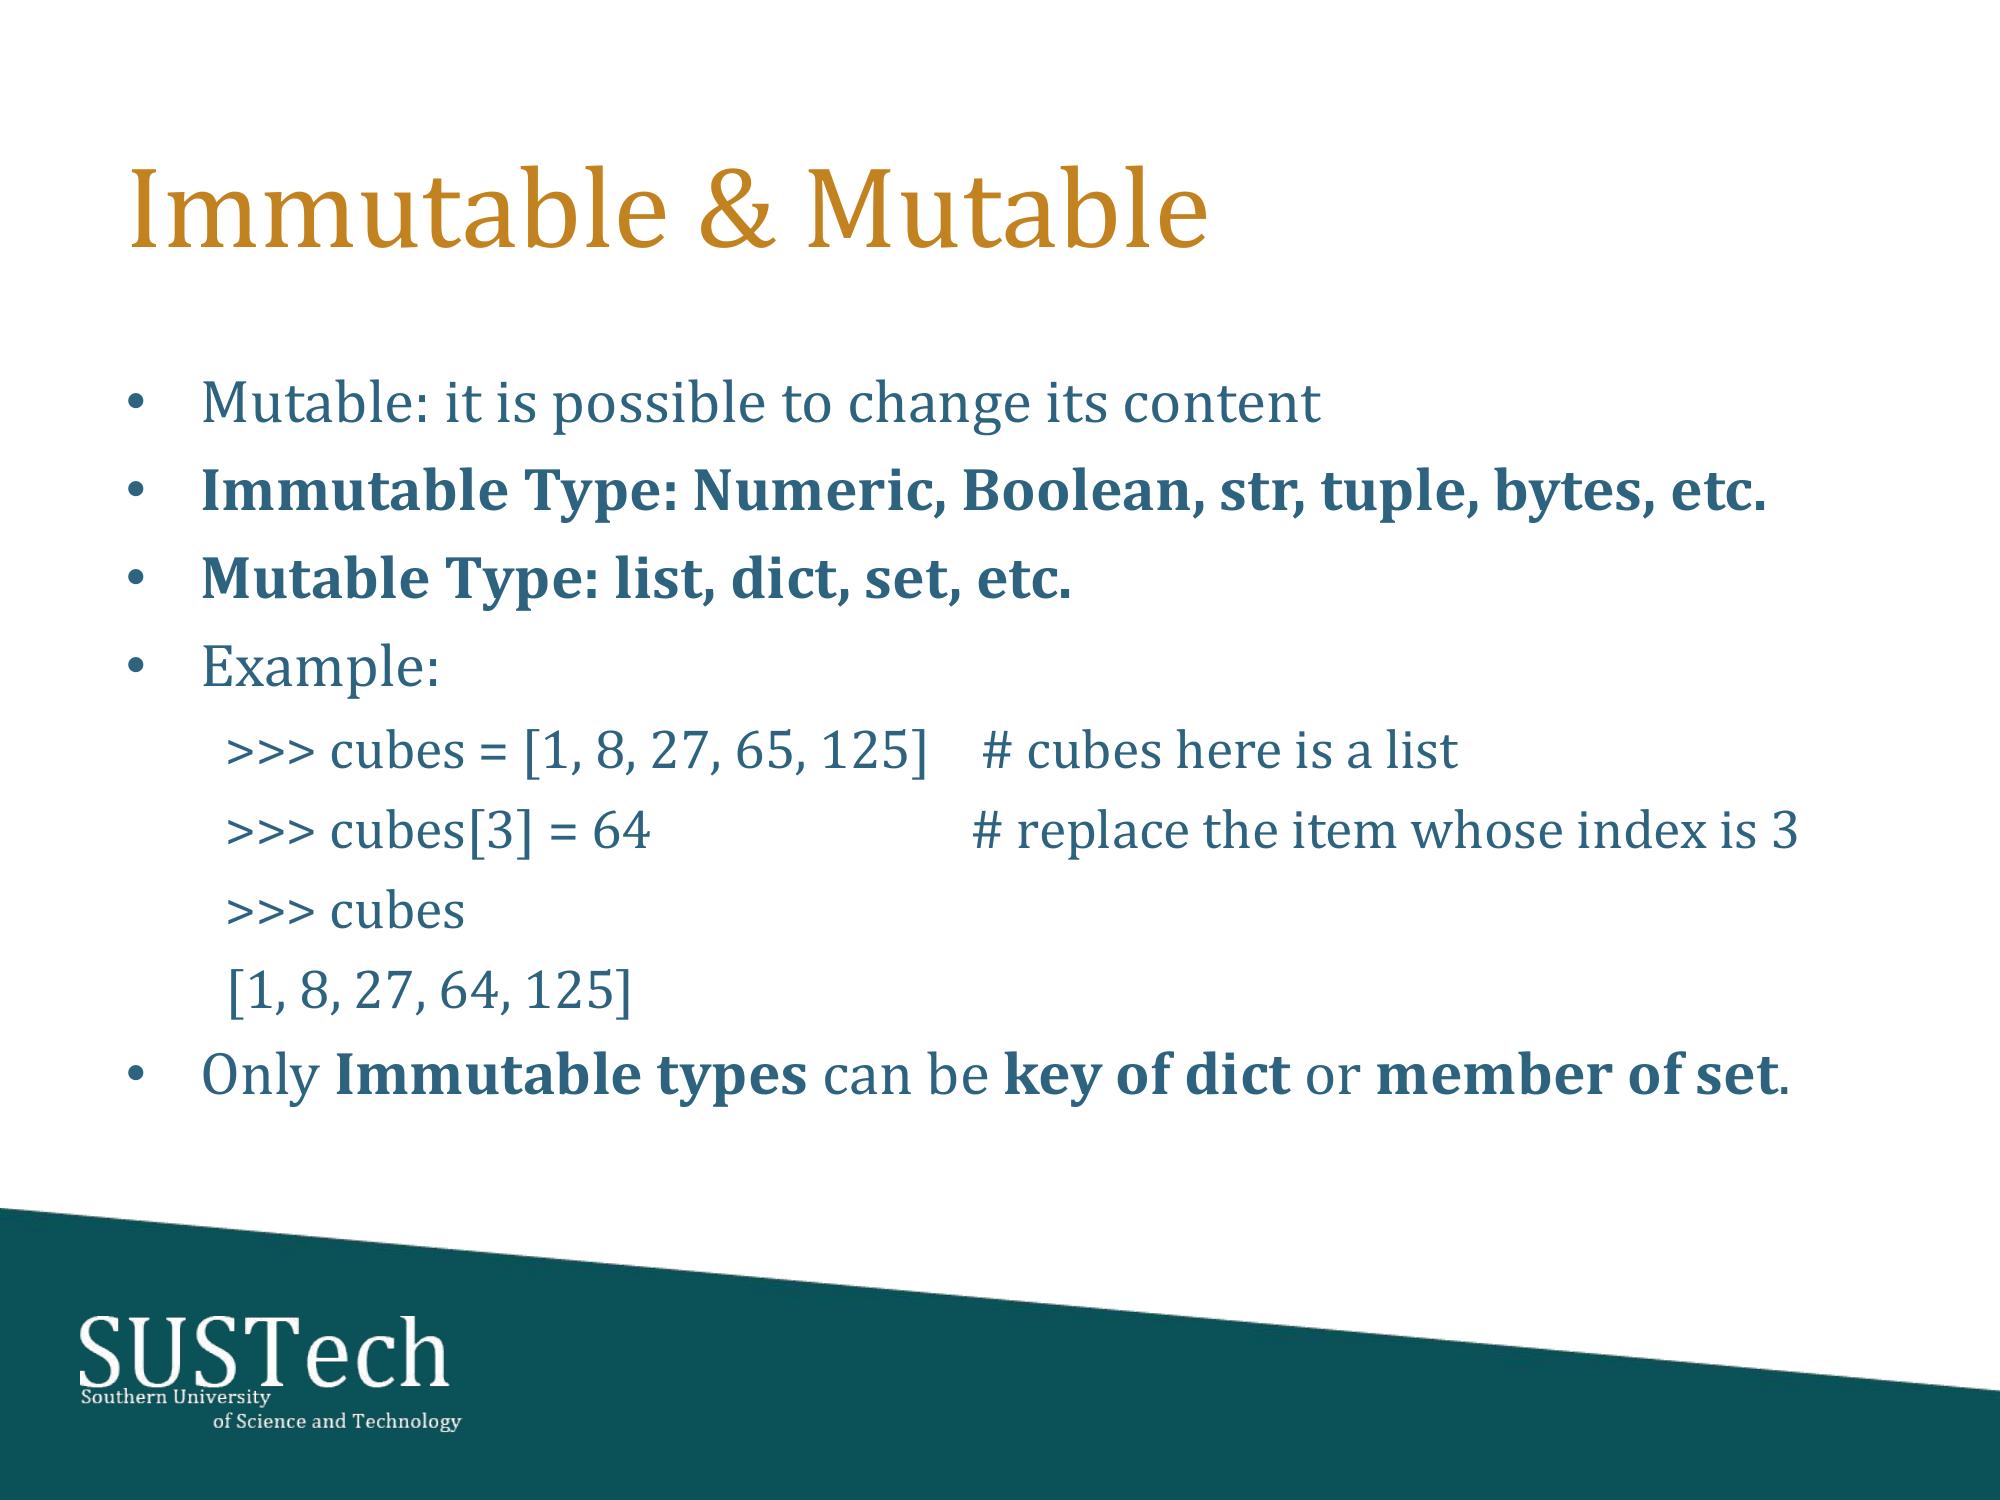 Immutable & Mutable
• Mutable: it is possible to change its content
• Immutable Type: Numeric, Boolean, str, tuple, bytes, etc.
• Mutable Type: list, dict, set, etc.
• Example:
>>> cubes = [1, 8, 27, 65, 125] # cubes here is a list
>>> cubes[3] = 64 # replace the item whose index is 3
>>> cubes
[1, 8, 27, 64, 125]
• Only Immutable types can be key of dict or member of set.
SUSTech
Southern University
of Science and Technology